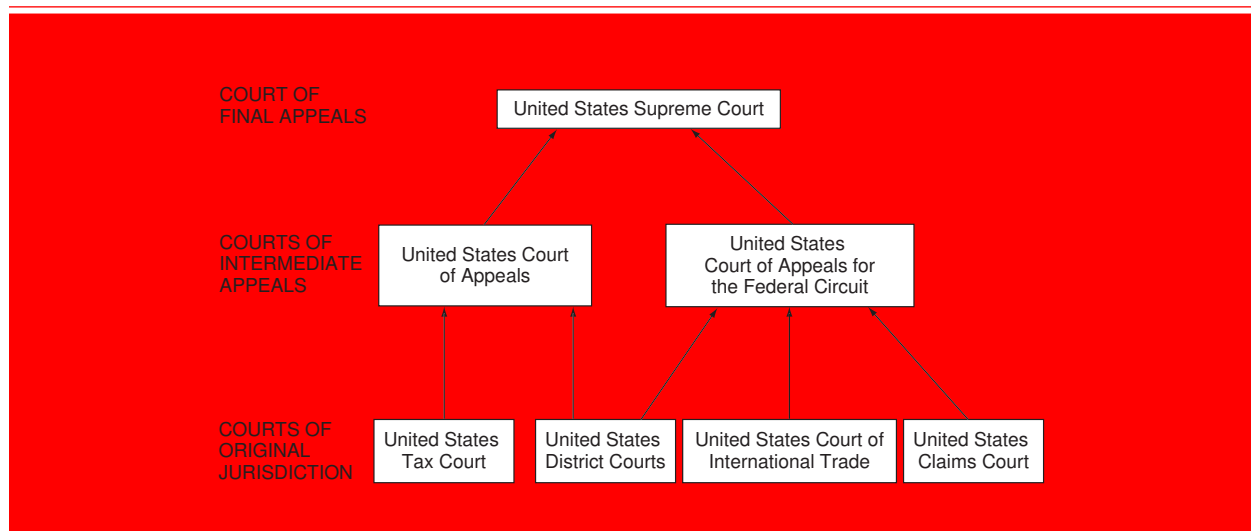 COURT OF
FINAL APPEALS
United States Supreme Court
COURTS OF
INTERMEDIATE
APPEALS
United States Court
of Appeals
United States
Court of Appeals for
the Federal Circuit
COURTS OF
ORIGINAL
JURISDICTION
United States
Tax Court
United States
District Courts
United States Court of
International Trade
United States
Claims Court